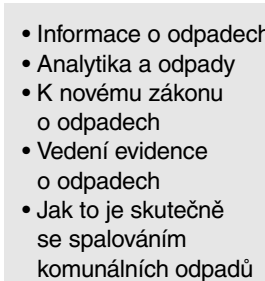 • Informace o odpadech
• Analytika a odpady
• K novému zákonu
o odpadech
• Vedení evidence
o odpadech
• Jak to je skutečně
se spalováním
komunálních odpadů